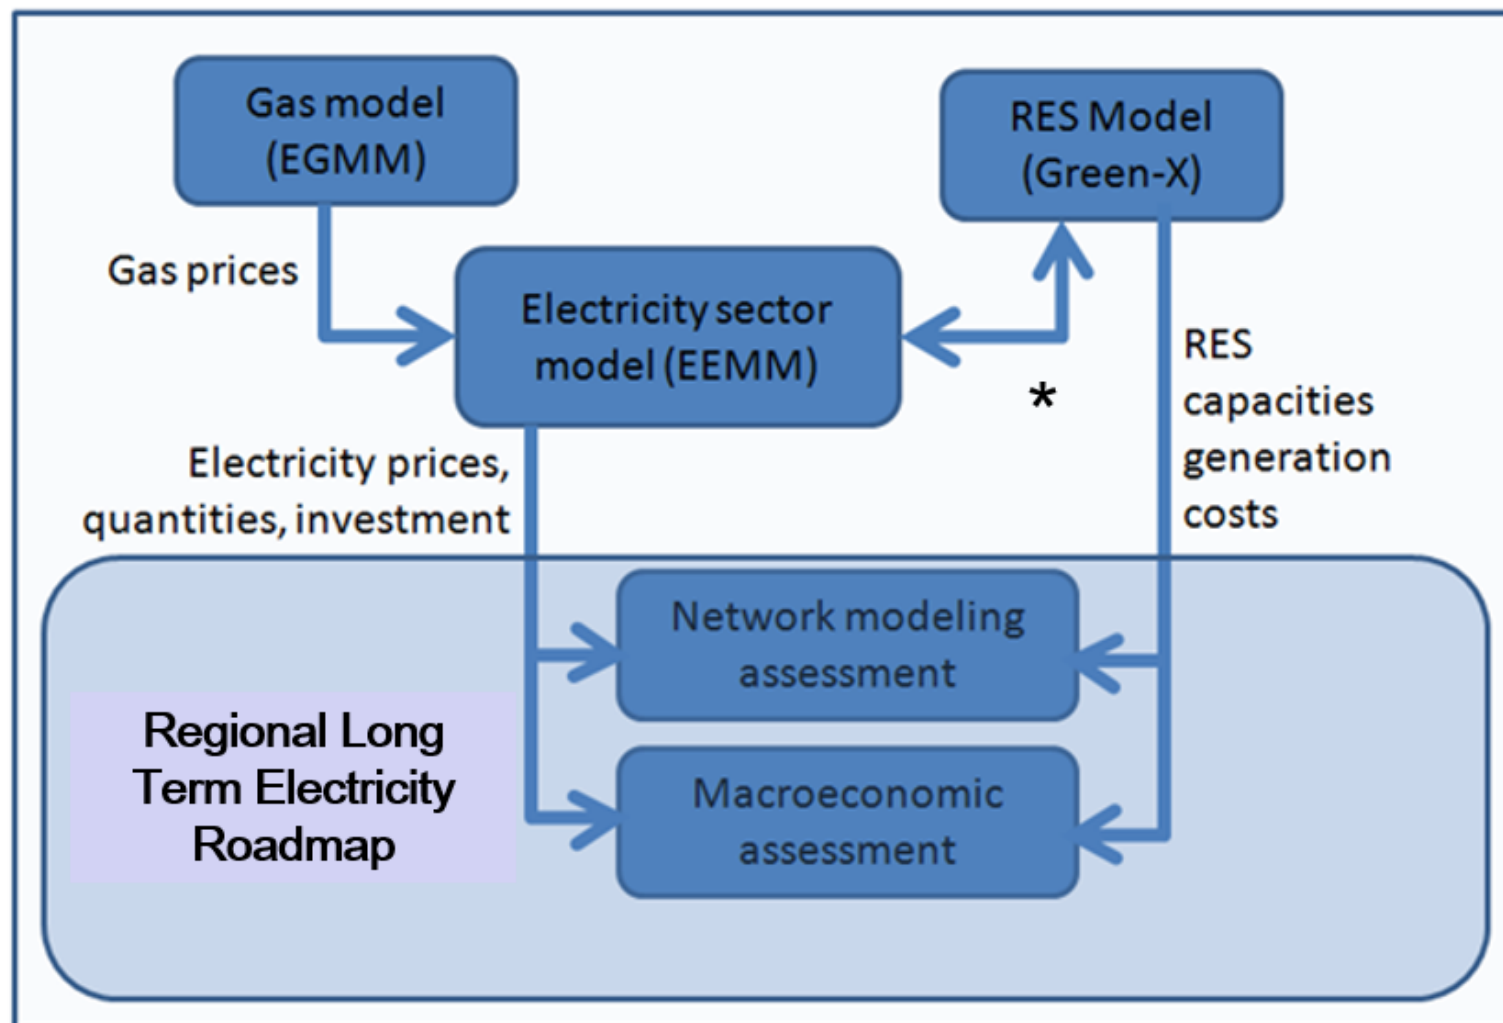 Gas model
(EGMM)
RES Model
(Green-X)
Gas prices
Electricity sector
model (EEMM)
*
RES
capacities
generation
costs
Electricity prices,
quantities, investment
Network modeling
assessment
Regional Long
Term Electricity
Roadmap
Macroeconomic
assessment